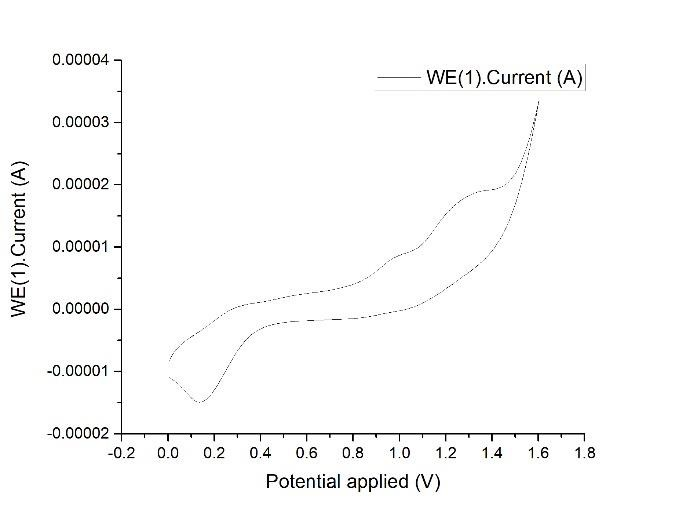 WE(1).Current (A)
0.00004
0.00003
0.00002
0.00001
0.00000
-0.00001
-0.00002
WE(1).Current (A)
-0.2 0.0 0.2 0.4 0.6 0.8 1.0 1.2 1.4 1.6 1.8
Potential applied (V)